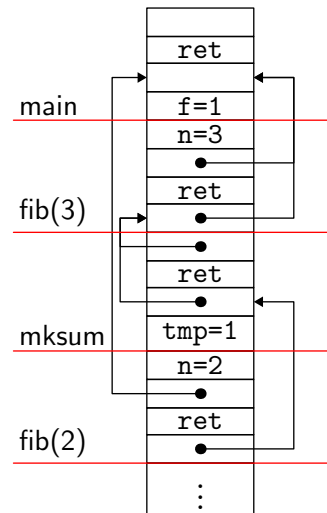 ret
main
f=1
n=3
ret
fib(3)
ret
tmp=1
mksum
n=2
ret
fib(2)
⋮